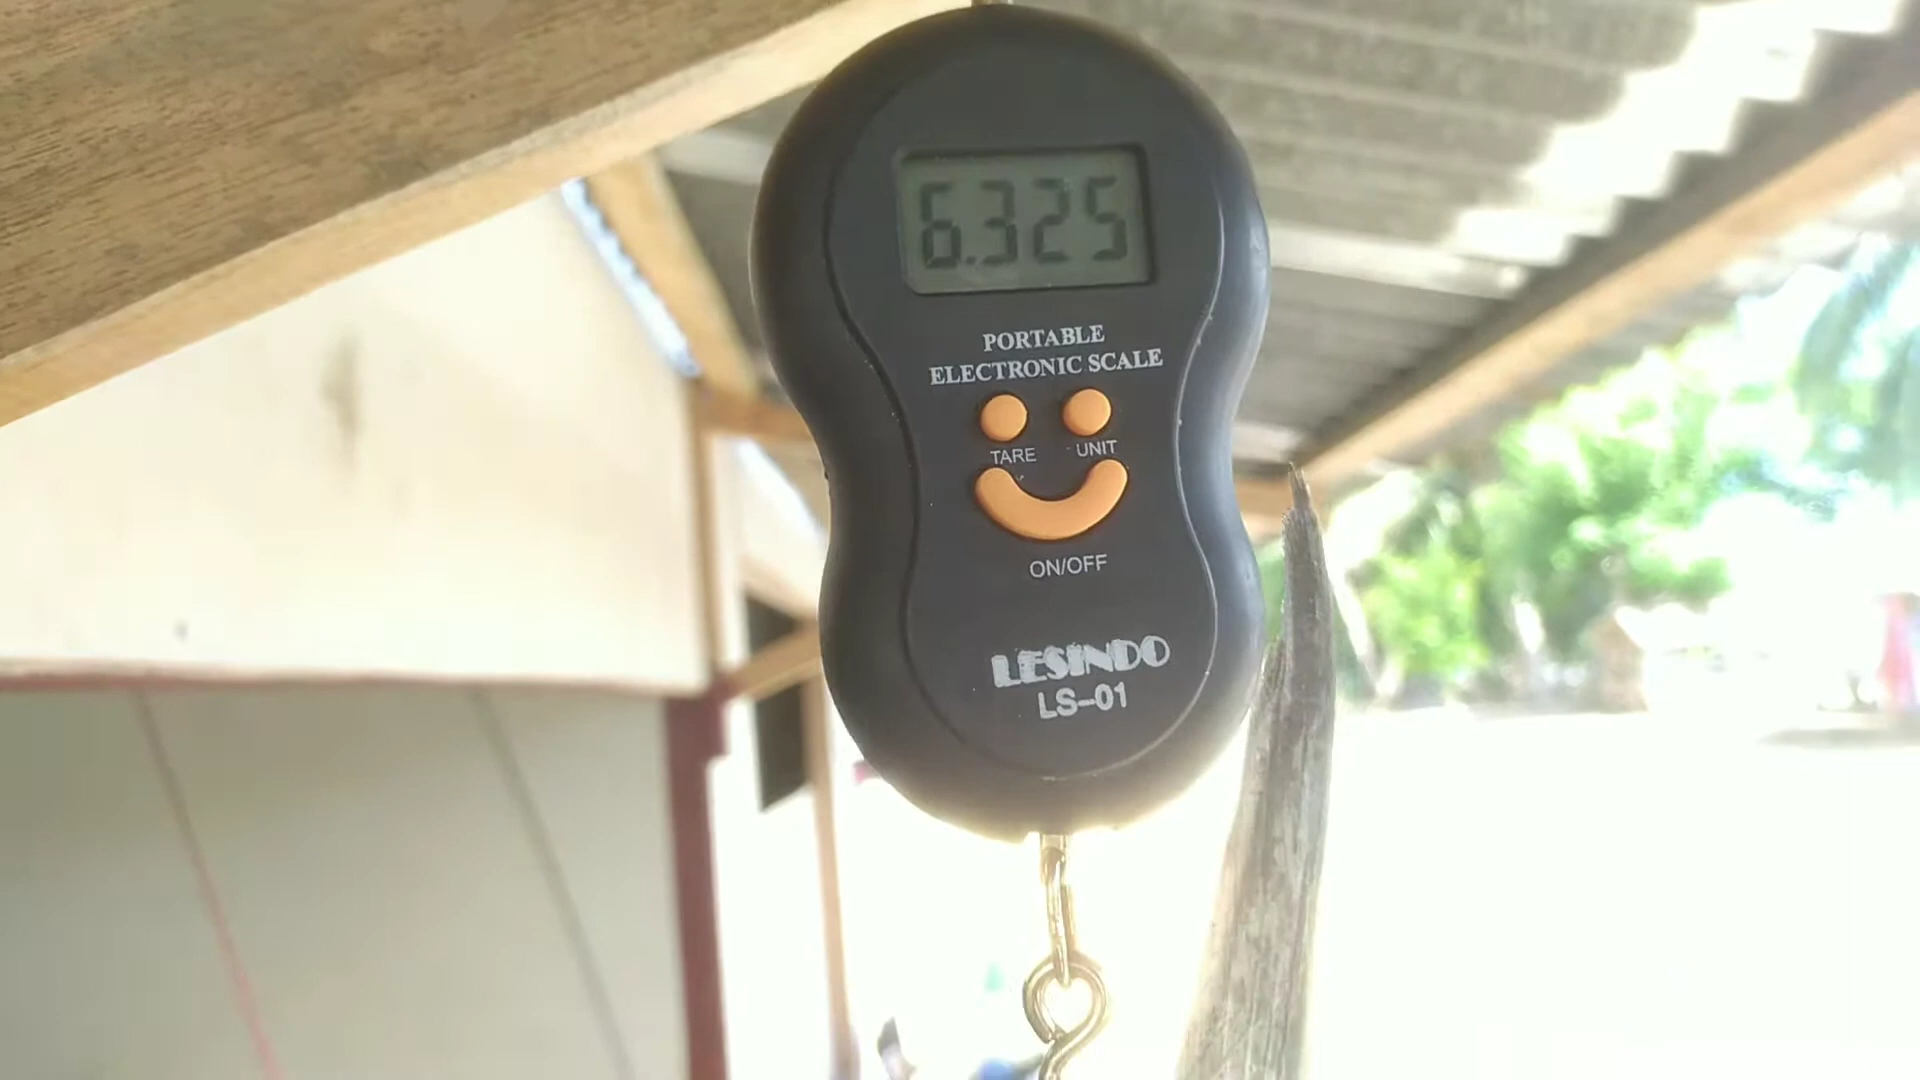 6.325
PORTABLE
ELECTRONIC SCALE
TARE UNIT
ON/OFF
LESINDO
LS-01